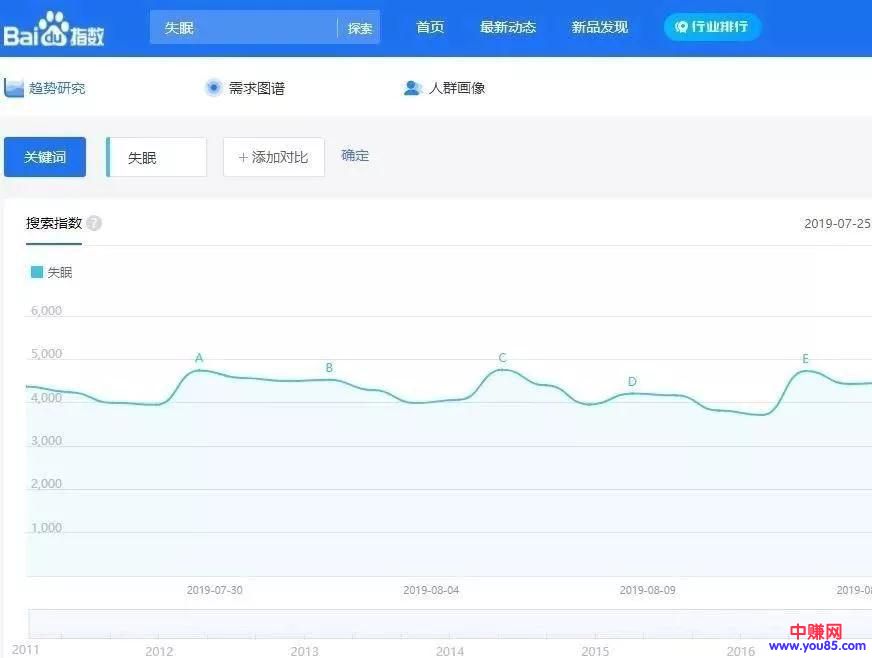 Bai du 指数 失眠 探索 首页 最新动态 新品发现 行业排行
趋势研究 需求图谱 人群画像
关键词 失眠 + 添加对比 确定
搜索指数 ? 2019-07-25
失眠
6,000
5,000
A B C D E
4,000
3,000
2,000
1,000
2019-07-30 2019-08-04 2019-08-09 2019-08
2011 2012 2013 2014 2015 2016
中赚网
www.you85.com